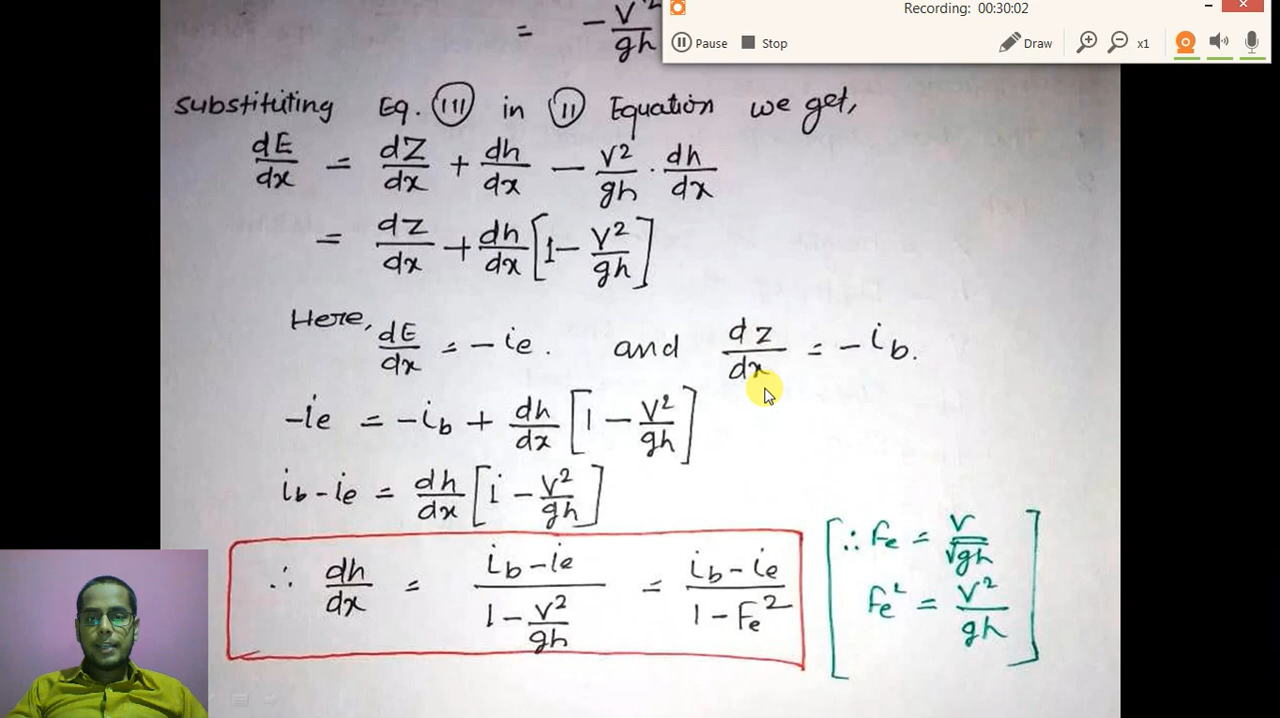 Recording: 00:30:02
Pause Stop Draw x1
= - V²/gh
Substituting Eq. (III) in (II) Equation we get,
dE/dx = dZ/dx + dh/dx - V²/gh . dh/dx
= dZ/dx + dh/dx [1 - V²/gh]
Here, dE/dx = -ie. and dz/dx = -ib.
-ie = -ib + dh/dx [1 - V²/gh]
ib - ie = dh/dx [1 - V²/gh]
∴ dh/dx = (ib - ie)/(1 - V²/gh) = (ib - ie)/(1 - Fe²)
[∴ Fe = V/√gh
Fe² = V²/gh]